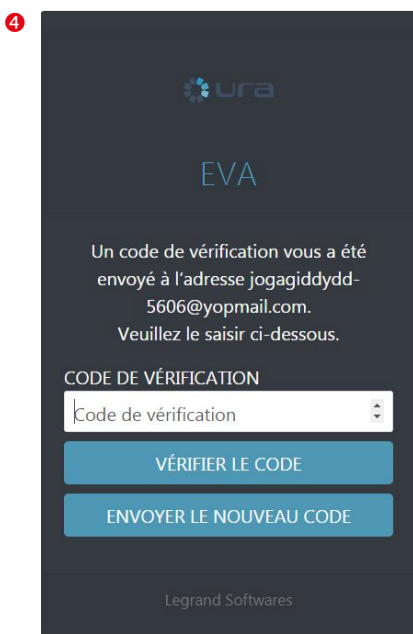 4
ura
EVA
Un code de vérification vous a été
envoyé à l'adresse jogagiddydd-
5606@yopmail.com.
Veuillez le saisir ci-dessous.
CODE DE VÉRIFICATION
Code de vérification
VÉRIFIER LE CODE
ENVOYER LE NOUVEAU CODE
Legrand Softwares